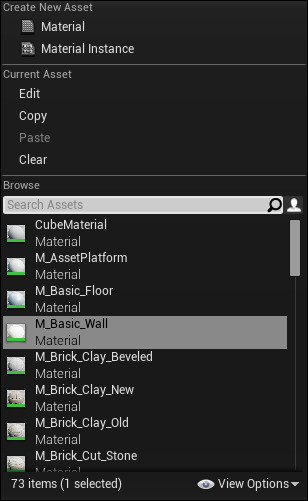 Create New Asset
Material
Material Instance
Current Asset
Edit
Copy
Paste
Clear
Browse
Search Assets
CubeMaterial
Material
M_AssetPlatform
Material
M_Basic_Floor
Material
M_Basic_Wall
Material
M_Brick_Clay_Beveled
Material
M_Brick_Clay_New
Material
M_Brick_Clay_Old
Material
M_Brick_Cut_Stone
Material
73 items (1 selected)
View Options